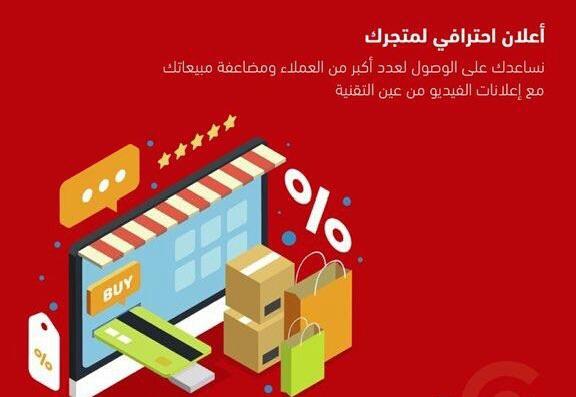 أعلان احترافي لمتجرك
نساعدك على الوصول لعدد أكبر من العملاء ومضاعفة مبيعاتك
مع إعلانات الفيديو من عين التقنية
%
BUY
%